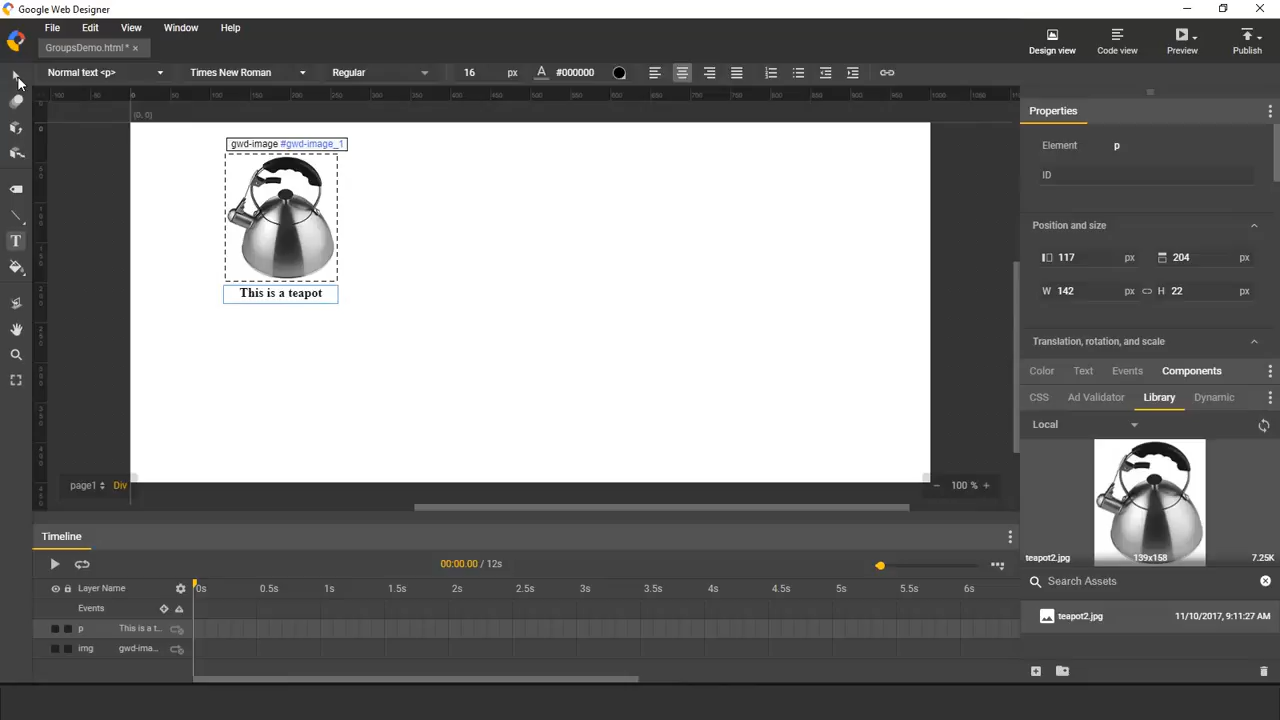 Google Web Designer
File Edit View Window Help
GroupsDemo.html* ×
Design view Code view Preview Publish
Normal text <p> Times New Roman Regular 16 px A #000000
(0, 0)
gwd-image #gwd-image_1
This is a teapot
page1 Div
− 100 % +
Properties
Element p
ID
Position and size
117 px 204 px
W 142 px H 22 px
Translation, rotation, and scale
Color Text Events Components
CSS Ad Validator Library Dynamic
Local
teapot2.jpg 139x158 7.25K
Search Assets
teapot2.jpg 11/10/2017, 9:11:27 AM
Timeline
00:00.00 / 12s
Layer Name 0s 0.5s 1s 1.5s 2s 2.5s 3s 3.5s 4s 4.5s 5s 5.5s 6s
Events
p This is a t...
img gwd-ima...